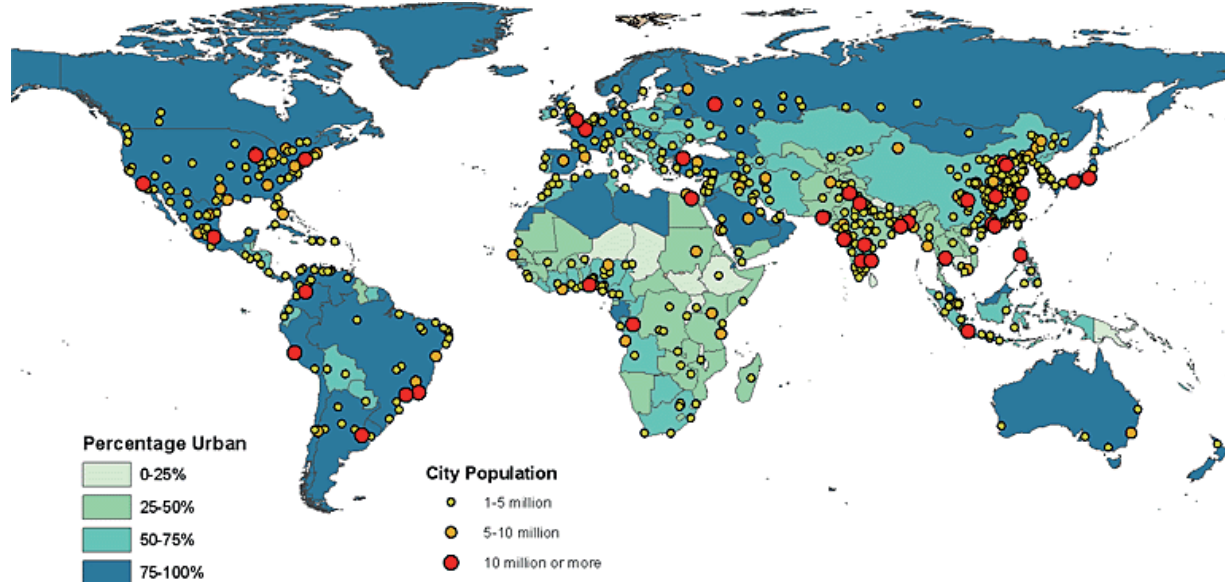 Percentage Urban
0-25%
25-50%
50-75%
75-100%
City Population
1-5 million
5-10 million
10 million or more